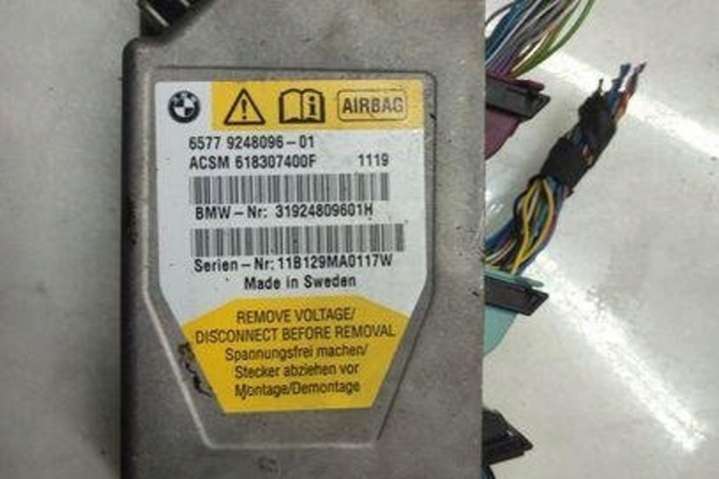 BMW
AIRBAG
6577 9248096-01
ACSM 618307400F 1119
BMW-Nr: 31924809601H
Serien-Nr: 11B129MA0117W
Made in Sweden
REMOVE VOLTAGE/
DISCONNECT BEFORE REMOVAL
Spannungsfrei machen/
Stecker abziehen vor
Montage/Demontage